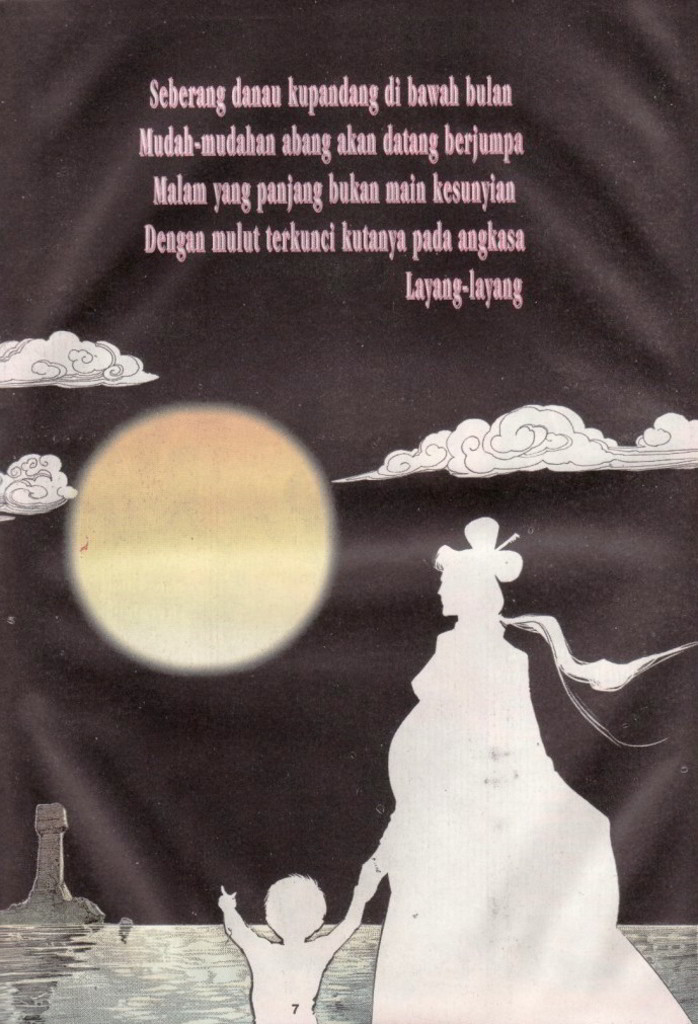 Seberang danau kupandang di bawah bulan
Mudah-mudahan abang akan datang berjumpa
Malam yang panjang bukan main kesunyian
Dengan mulut terkunci kutanya pada angkasa
Layang-layang
7